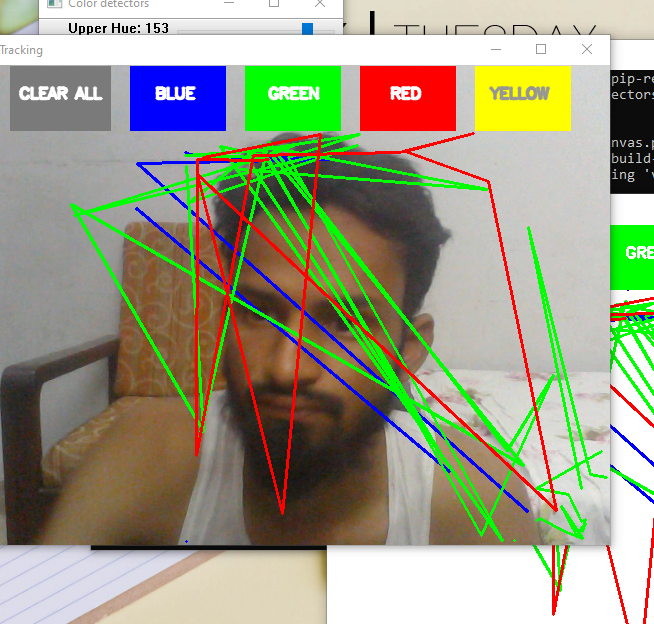 Color detectors
Upper Hue: 153
TUESDAY
Tracking
CLEAR ALL
BLUE
GREEN
RED
YELLOW
pip-re
ectors
nvas.p
build-
ing 'v
GRE